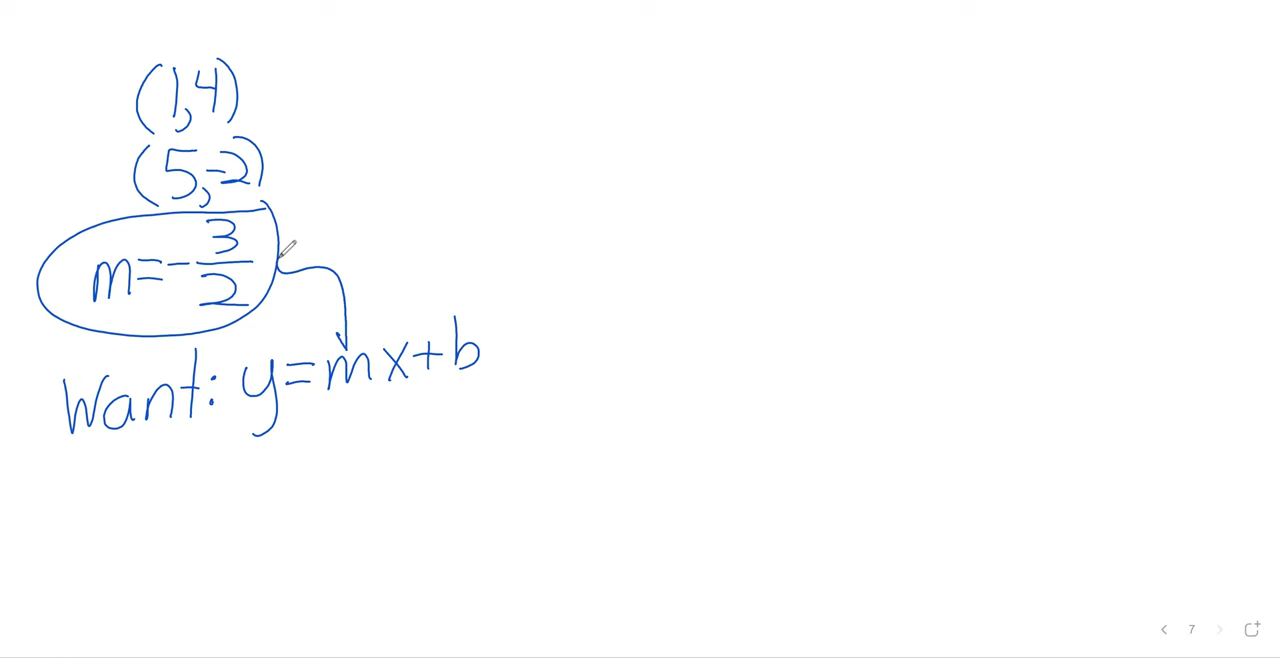 (1,4)
(5,-2)
m=-3/2
Want: y=mx+b
7